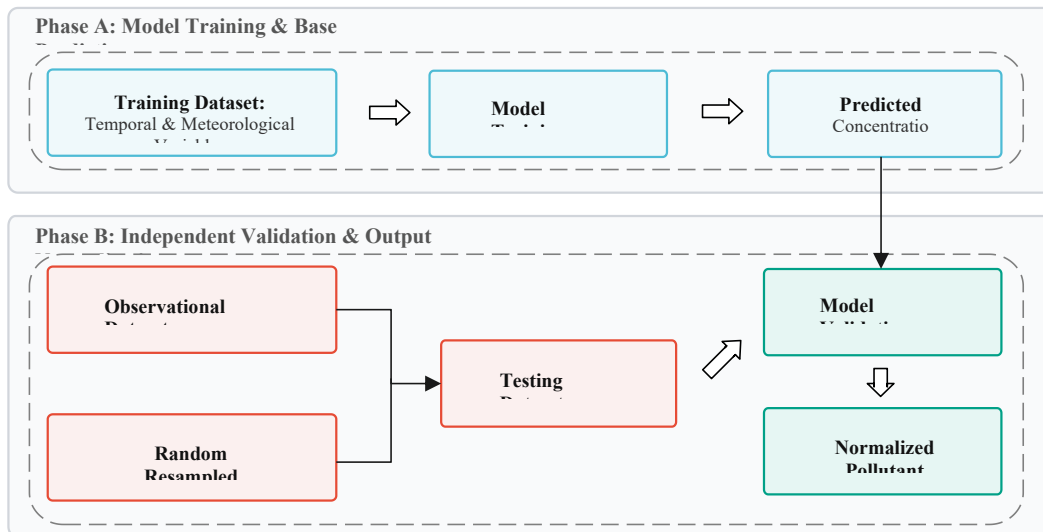 Phase A: Model Training & Base
Training Dataset:
Temporal & Meteorological
Model
Predicted
Concentratio
Phase B: Independent Validation & Output
Observational
Model
Testing
Random
Resampled
Normalized
Pollutant